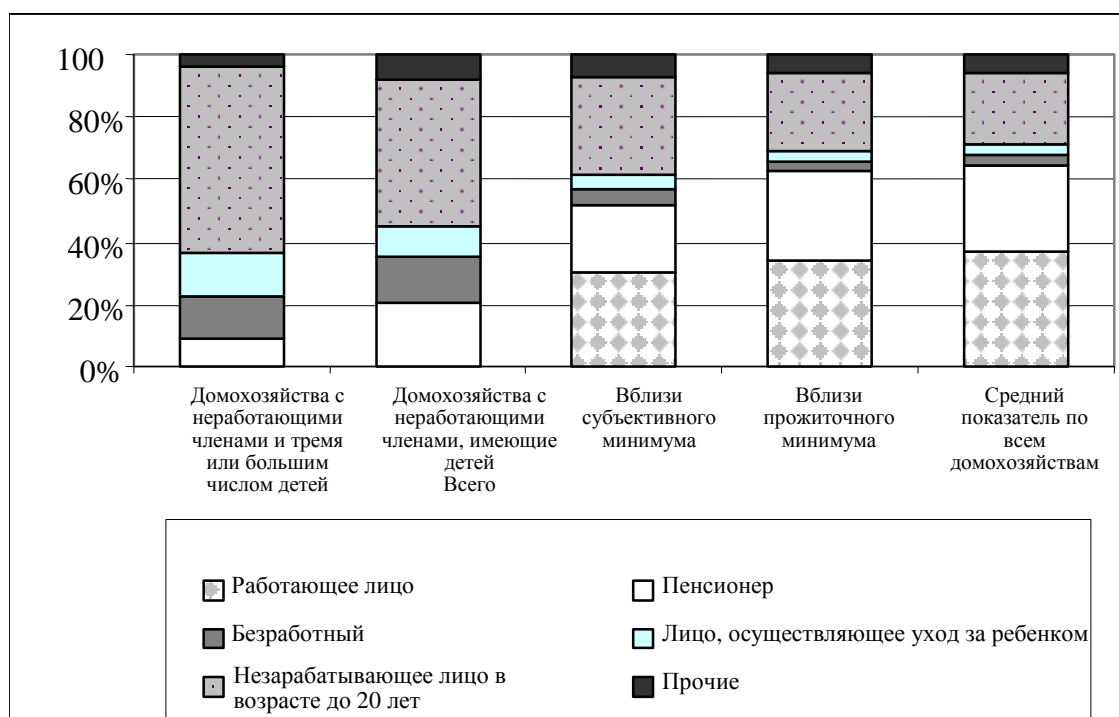 100
80%
60%
40%
20%
0%
Домохозяйства с
неработающими
членами и тремя
или большим
числом детей
Домохозяйства с
неработающими
членами, имеющие
детей
Всего
Вблизи
субъективного
минимума
Вблизи
прожиточного
минимума
Средний
показатель по
всем
домохозяйствам
Работающее лицо
Пенсионер
Безработный
Лицо, осуществляющее уход за ребенком
Незарабатывающее лицо в
возрасте до 20 лет
Прочие